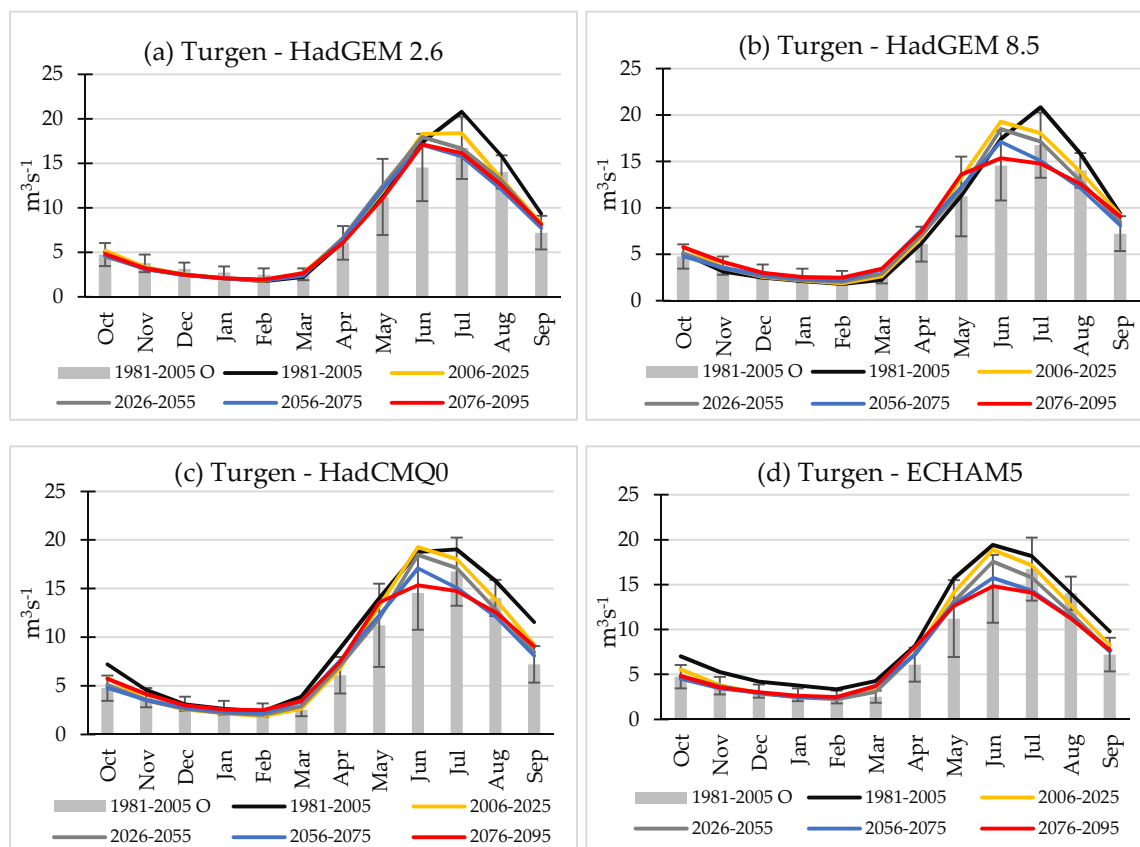 (a) Turgen - HadGEM 2.6
25
20
15
10
5
0
m³s⁻¹
Oct Nov Dec Jan Feb Mar Apr May Jun Jul Aug Sep
1981-2005 O 1981-2005 2006-2025
2026-2055 2056-2075 2076-2095
(b) Turgen - HadGEM 8.5
25
20
15
10
5
0
m³s⁻¹
Oct Nov Dec Jan Feb Mar Apr May Jun Jul Aug Sep
1981-2005 O 1981-2005 2006-2025
2026-2055 2056-2075 2076-2095
(c) Turgen - HadCMQ0
25
20
15
10
5
0
m³s⁻¹
Oct Nov Dec Jan Feb Mar Apr May Jun Jul Aug Sep
1981-2005 O 1981-2005 2006-2025
2026-2055 2056-2075 2076-2095
(d) Turgen - ECHAM5
25
20
15
10
5
0
m³s⁻¹
Oct Nov Dec Jan Feb Mar Apr May Jun Jul Aug Sep
1981-2005 O 1981-2005 2006-2025
2026-2055 2056-2075 2076-2095